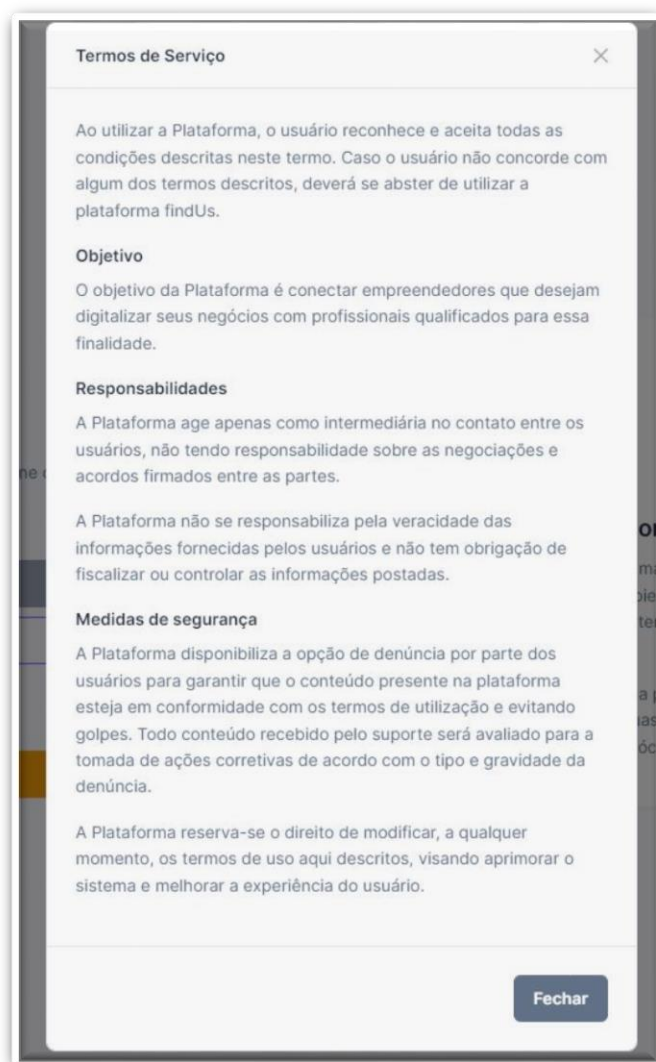 Termos de Serviço
Ao utilizar a Plataforma, o usuário reconhece e aceita todas as
condições descritas neste termo. Caso o usuário não concorde com
algum dos termos descritos, deverá se abster de utilizar a
plataforma findUs.
Objetivo
O objetivo da Plataforma é conectar empreendedores que desejam
digitalizar seus negócios com profissionais qualificados para essa
finalidade.
Responsabilidades
A Plataforma age apenas como intermediária no contato entre os
usuários, não tendo responsabilidade sobre as negociações e
acordos firmados entre as partes.
A Plataforma não se responsabiliza pela veracidade das
informações fornecidas pelos usuários e não tem obrigação de
fiscalizar ou controlar as informações postadas.
Medidas de segurança
A Plataforma disponibiliza a opção de denúncia por parte dos
usuários para garantir que o conteúdo presente na plataforma
esteja em conformidade com os termos de utilização e evitando
golpes. Todo conteúdo recebido pelo suporte será avaliado para a
tomada de ações corretivas de acordo com o tipo e gravidade da
denúncia.
A Plataforma reserva-se o direito de modificar, a qualquer
momento, os termos de uso aqui descritos, visando aprimorar o
sistema e melhorar a experiência do usuário.
Fechar